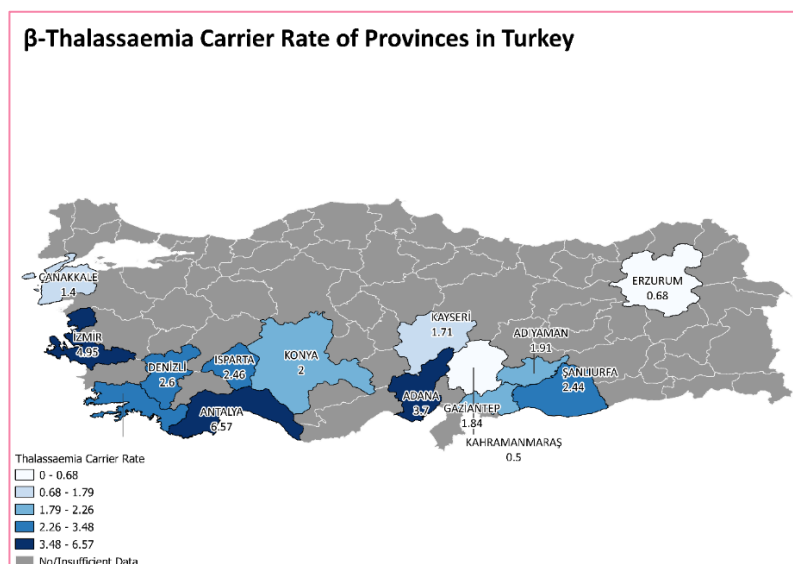 β-Thalassaemia Carrier Rate of Provinces in Turkey
ÇANAKKALE
1.4
ERZURUM
0.68
KAYSERİ
1.71
İZMİR
4.95
ADIYAMAN
1.91
DENİZLİ
2.6
ISPARTA
2.46
KONYA
2
ŞANLIURFA
2.44
ADANA
3.7
ANTALYA
6.57
GAZİANTEP
1.84
KAHRAMANMARAŞ
0.5
Thalassaemia Carrier Rate
0 - 0.68
0.68 - 1.79
1.79 - 2.26
2.26 - 3.48
3.48 - 6.57
No/Insufficient Data